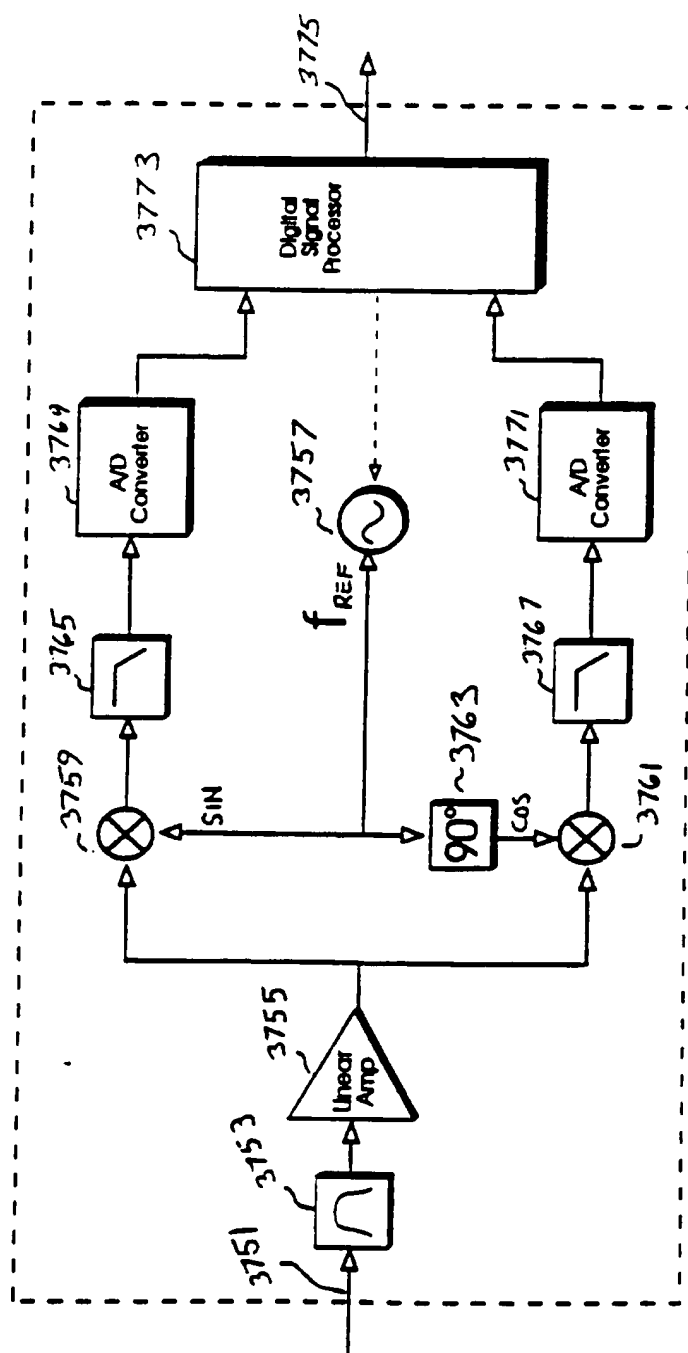 3751
3753
3755
Linear
Amp
3759
SIN
3765
3769
A/D
Converter
f REF
3757
3773
Digital
Signal
Processor
3775
90°
3763
COS
3761
3767
3771
A/D
Converter